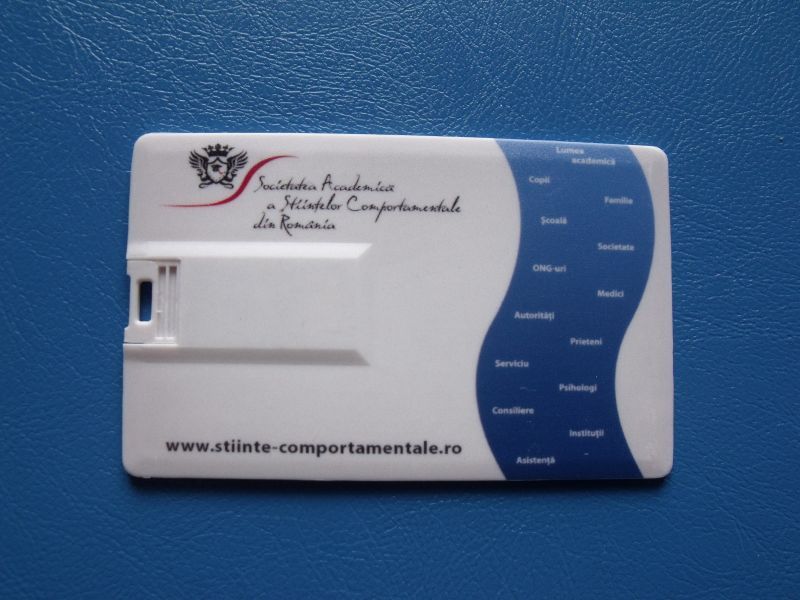 Societatea Academică
a Stiintelor Comportamentale
din România
Lumea
academică
Copii
Familie
Școală
Societate
ONG-uri
Medici
Autorități
Prieteni
Serviciu
Psihologi
Consiliere
Instituții
Asistență
www.stiinte-comportamentale.ro